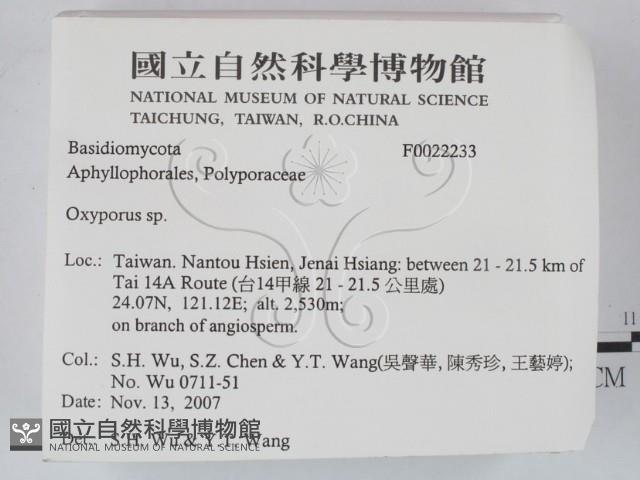 國立自然科學博物館
NATIONAL MUSEUM OF NATURAL SCIENCE
TAICHUNG, TAIWAN, R.O.CHINA
Basidiomycota F0022233
Aphyllophorales, Polyporaceae
Oxyporus sp.
Loc.: Taiwan. Nantou Hsien, Jenai Hsiang: between 21 - 21.5 km of
Tai 14A Route (台14甲線 21 - 21.5 公里處)
24.07N, 121.12E; alt. 2,530m;
on branch of angiosperm.
Col.: S.H. Wu, S.Z. Chen & Y.T. Wang(吳聲華, 陳秀珍, 王藝婷);
No. Wu 0711-51
Date: Nov. 13, 2007
Det.: S.H. Wu & Y.T. Wang
國立自然科學博物館
NATIONAL MUSEUM OF NATURAL SCIENCE
11
CM